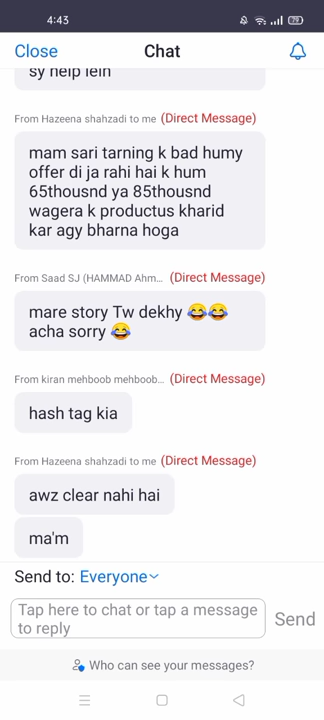 4:43
79
Close
Chat
sy help lein
From Hazeena shahzadi to me (Direct Message)
mam sari tarning k bad humy
offer di ja rahi hai k hum
65thousnd ya 85thousnd
wagera k productus kharid
kar agy bharna hoga
From Saad SJ (HAMMAD Ahm... (Direct Message)
mare story Tw dekhy 😂😂
acha sorry 😂
From kiran mehboob mehboob... (Direct Message)
hash tag kia
From Hazeena shahzadi to me (Direct Message)
awz clear nahi hai
ma'm
Send to: Everyone
Tap here to chat or tap a message
to reply
Send
Who can see your messages?